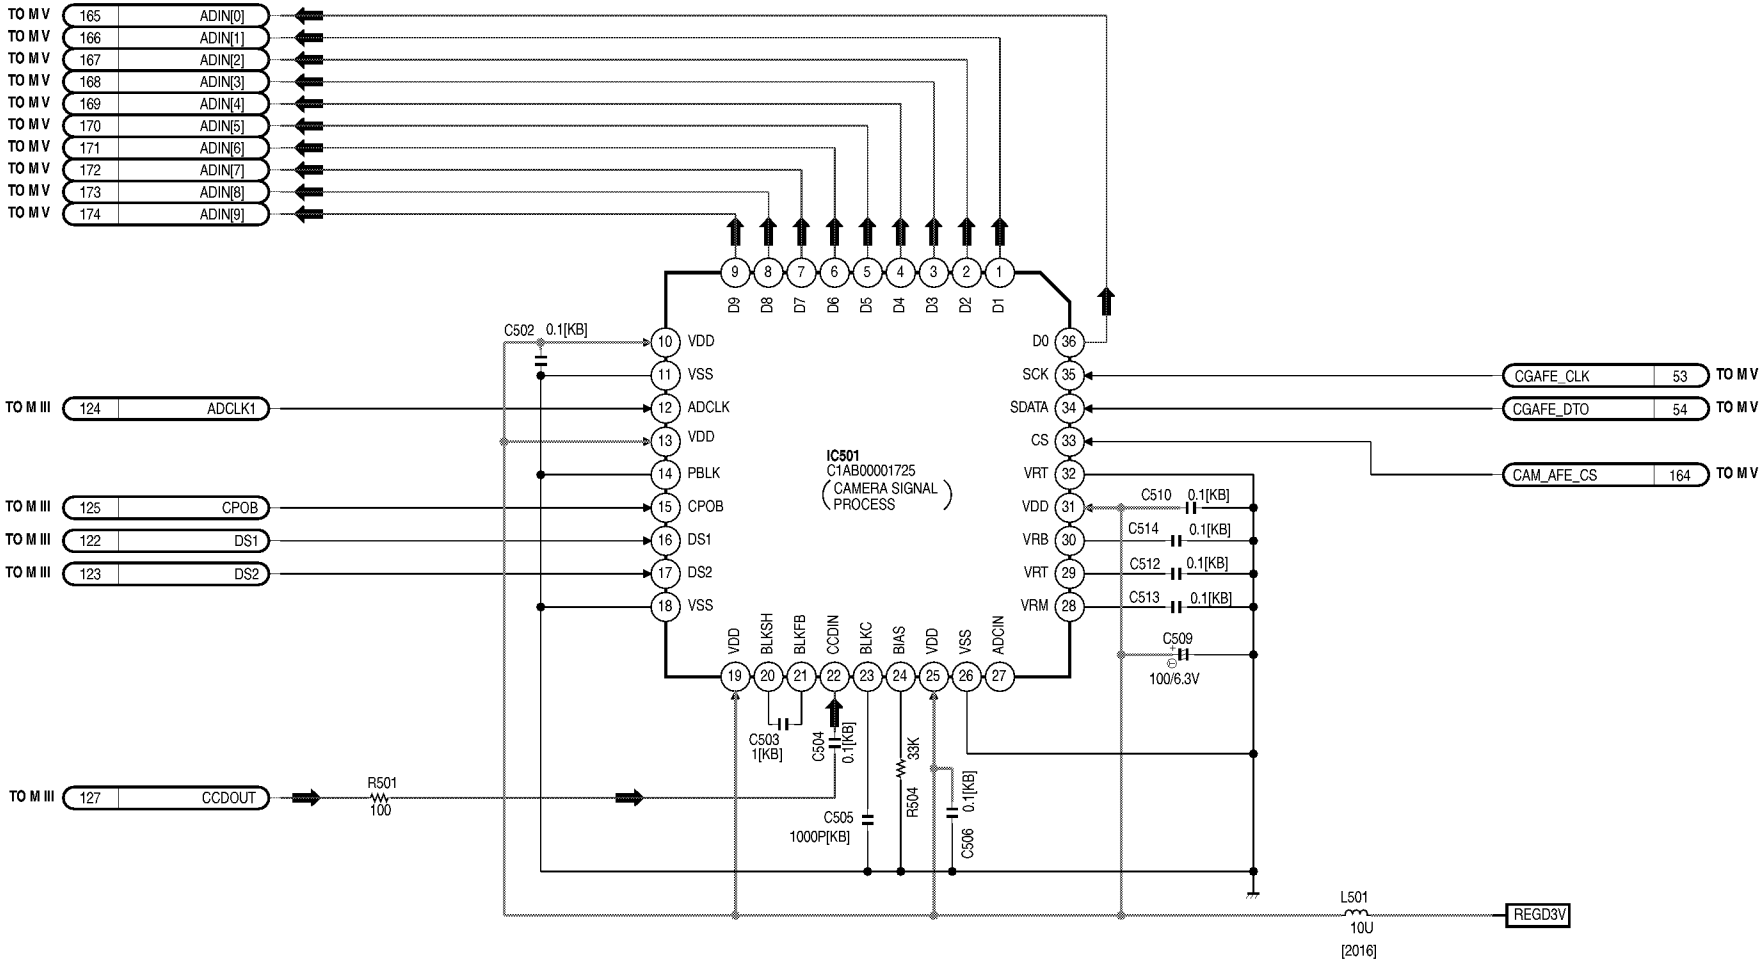 TO M V 165 ADIN[0]
TO M V 166 ADIN[1]
TO M V 167 ADIN[2]
TO M V 168 ADIN[3]
TO M V 169 ADIN[4]
TO M V 170 ADIN[5]
TO M V 171 ADIN[6]
TO M V 172 ADIN[7]
TO M V 173 ADIN[8]
TO M V 174 ADIN[9]
9 8 7 6 5 4 3 2 1
D9 D8 D7 D6 D5 D4 D3 D2 D1
C502 0.1[KB]
10 VDD
11 VSS
TO M III 124 ADCLK1
12 ADCLK
13 VDD
14 PBLK
TO M III 125 CPOB
15 CPOB
TO M III 122 DS1
16 DS1
TO M III 123 DS2
17 DS2
18 VSS
IC501
C1AB00001725
(CAMERA SIGNAL
PROCESS)
D0 36
SCK 35
CGAFE_CLK 53 TO M V
SDATA 34
CGAFE_DTO 54 TO M V
CS 33
CAM_AFE_CS 164 TO M V
VRT 32
VDD 31
C510 0.1[KB]
VRB 30
C514 0.1[KB]
VRT 29
C512 0.1[KB]
VRM 28
C513 0.1[KB]
C509
+
100/6.3V
VDD BLKSH BLKFB CCDIN BLKC BIAS VDD VSS ADCIN
19 20 21 22 23 24 25 26 27
C503
1[KB]
C504
0.1[KB]
33K
R504
0.1[KB]
C506
TO M III 127 CCDOUT
R501
100
C505
1000P[KB]
L501
10U
[2016]
REGD3V